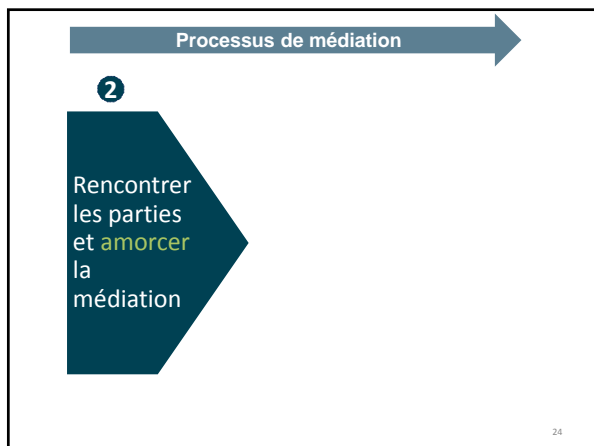 Processus de médiation
2
Rencontrer
les parties
et amorcer
la
médiation
24